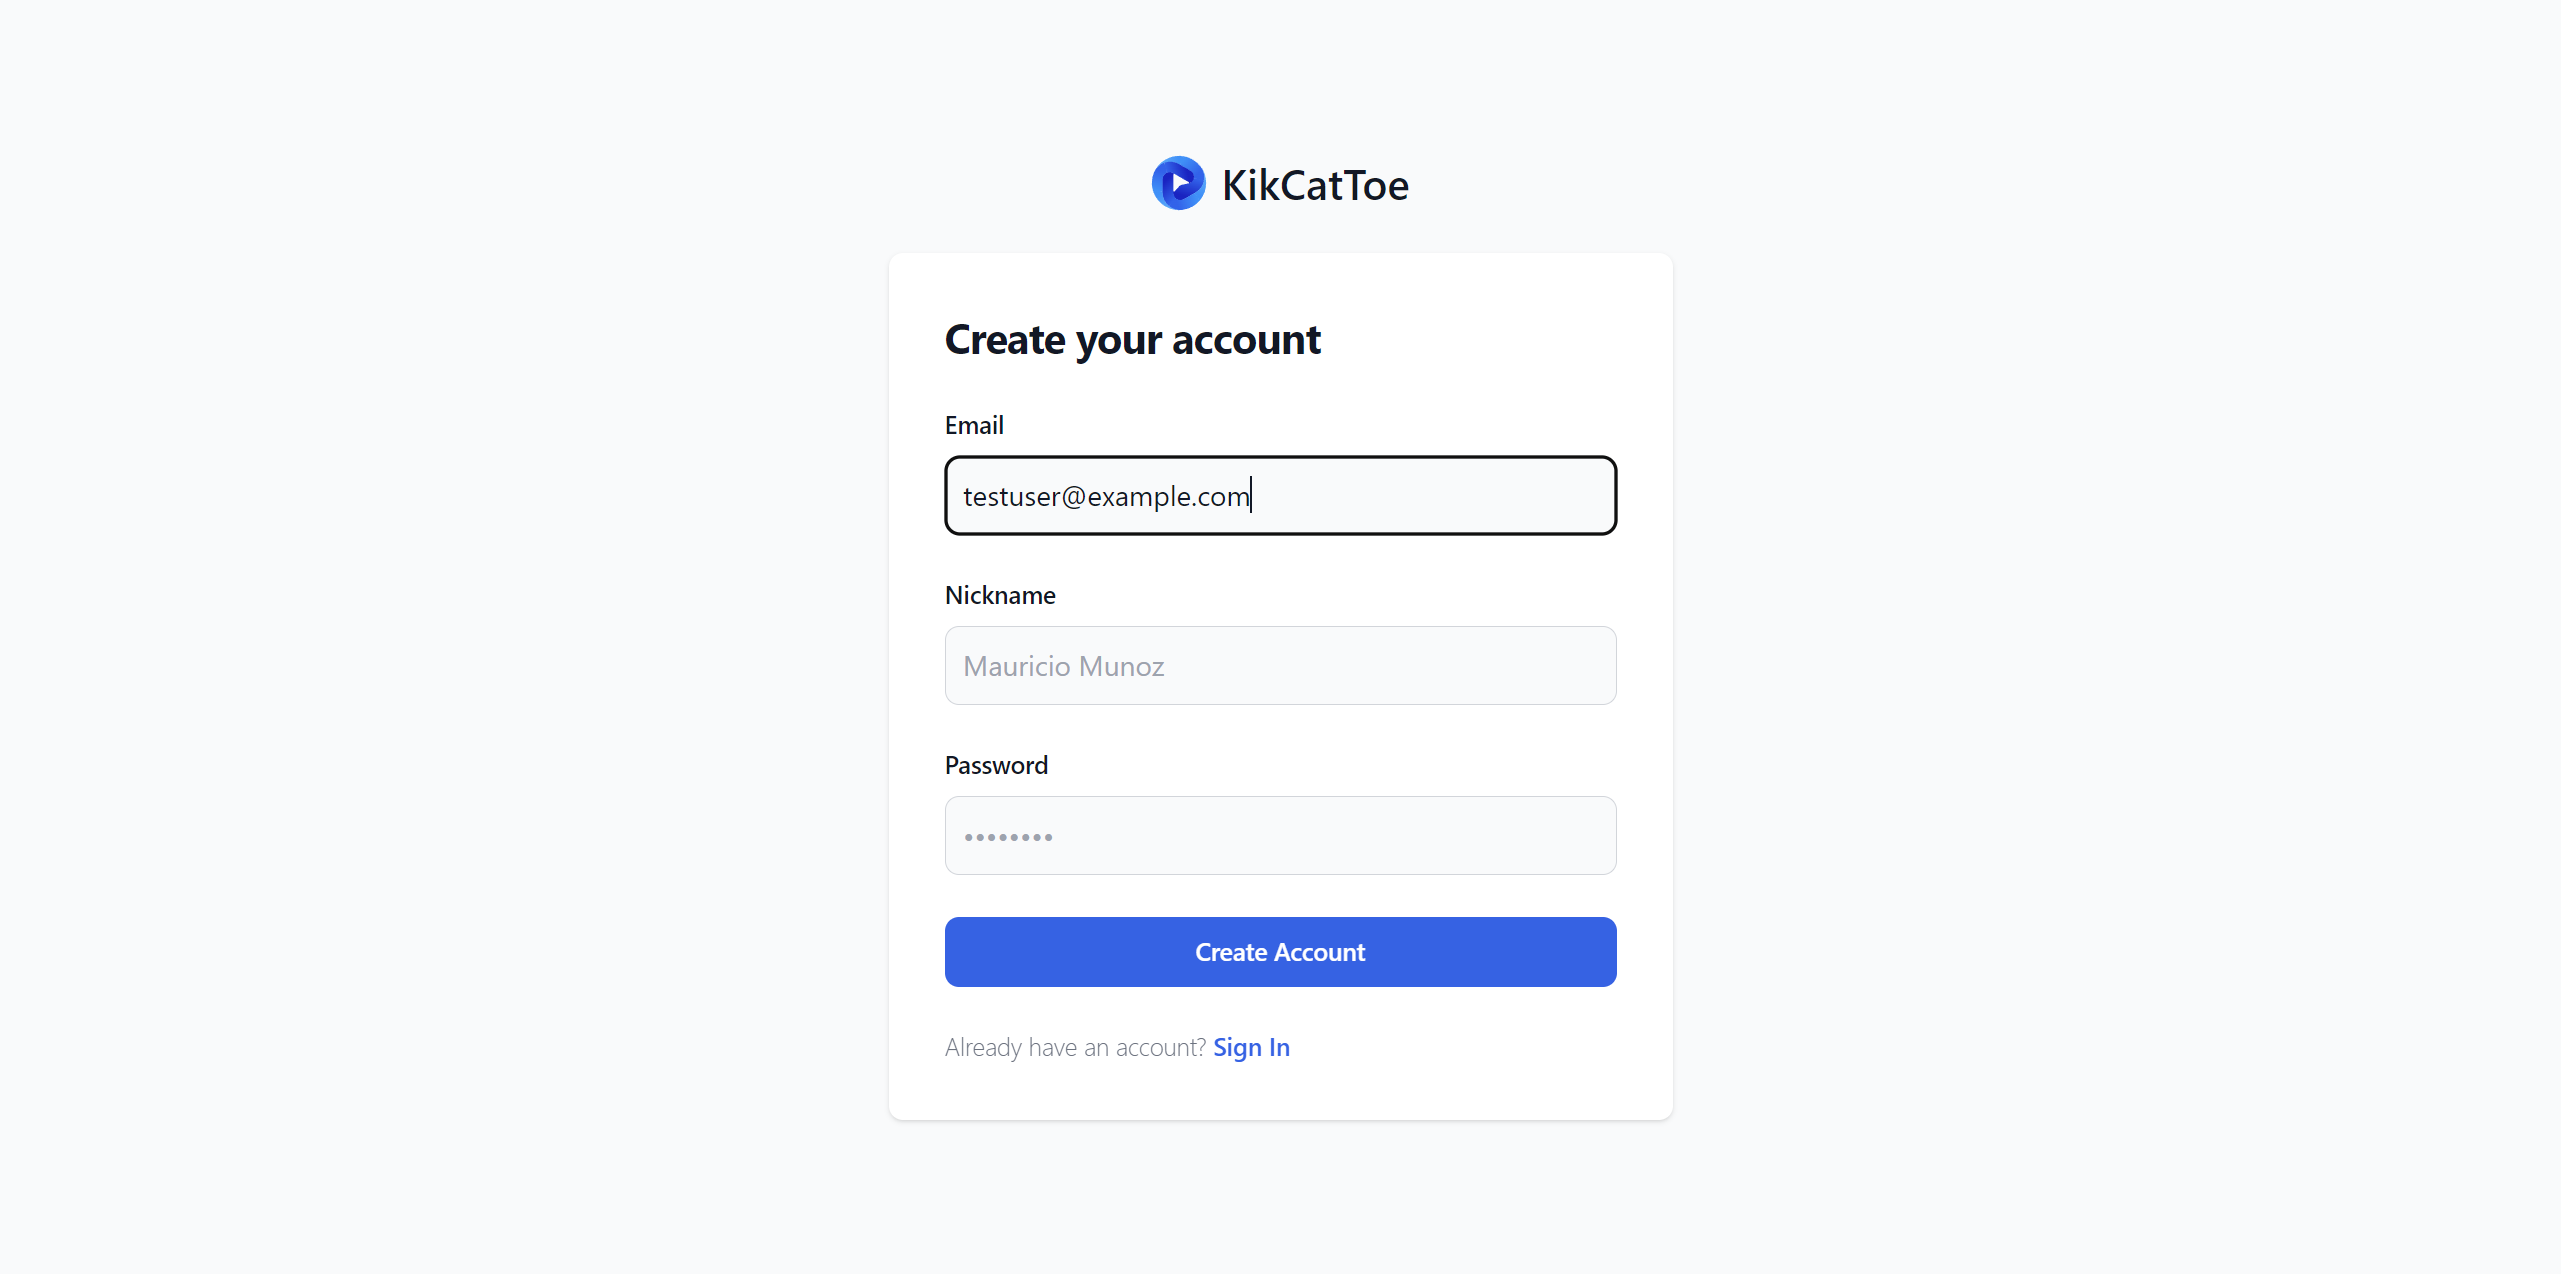 KikCatToe
Create your account
Email
testuser@example.com
Nickname
Mauricio Munoz
Password
••••••••
Create Account
Already have an account? Sign In